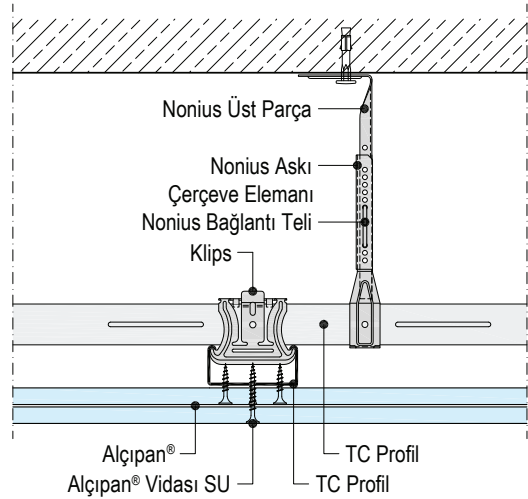 Nonius Üst Parça
Nonius Askı
Çerçeve Elemanı
Nonius Bağlantı Teli
Klips
Alçıpan®
TC Profil
Alçıpan® Vidası SU
TC Profil